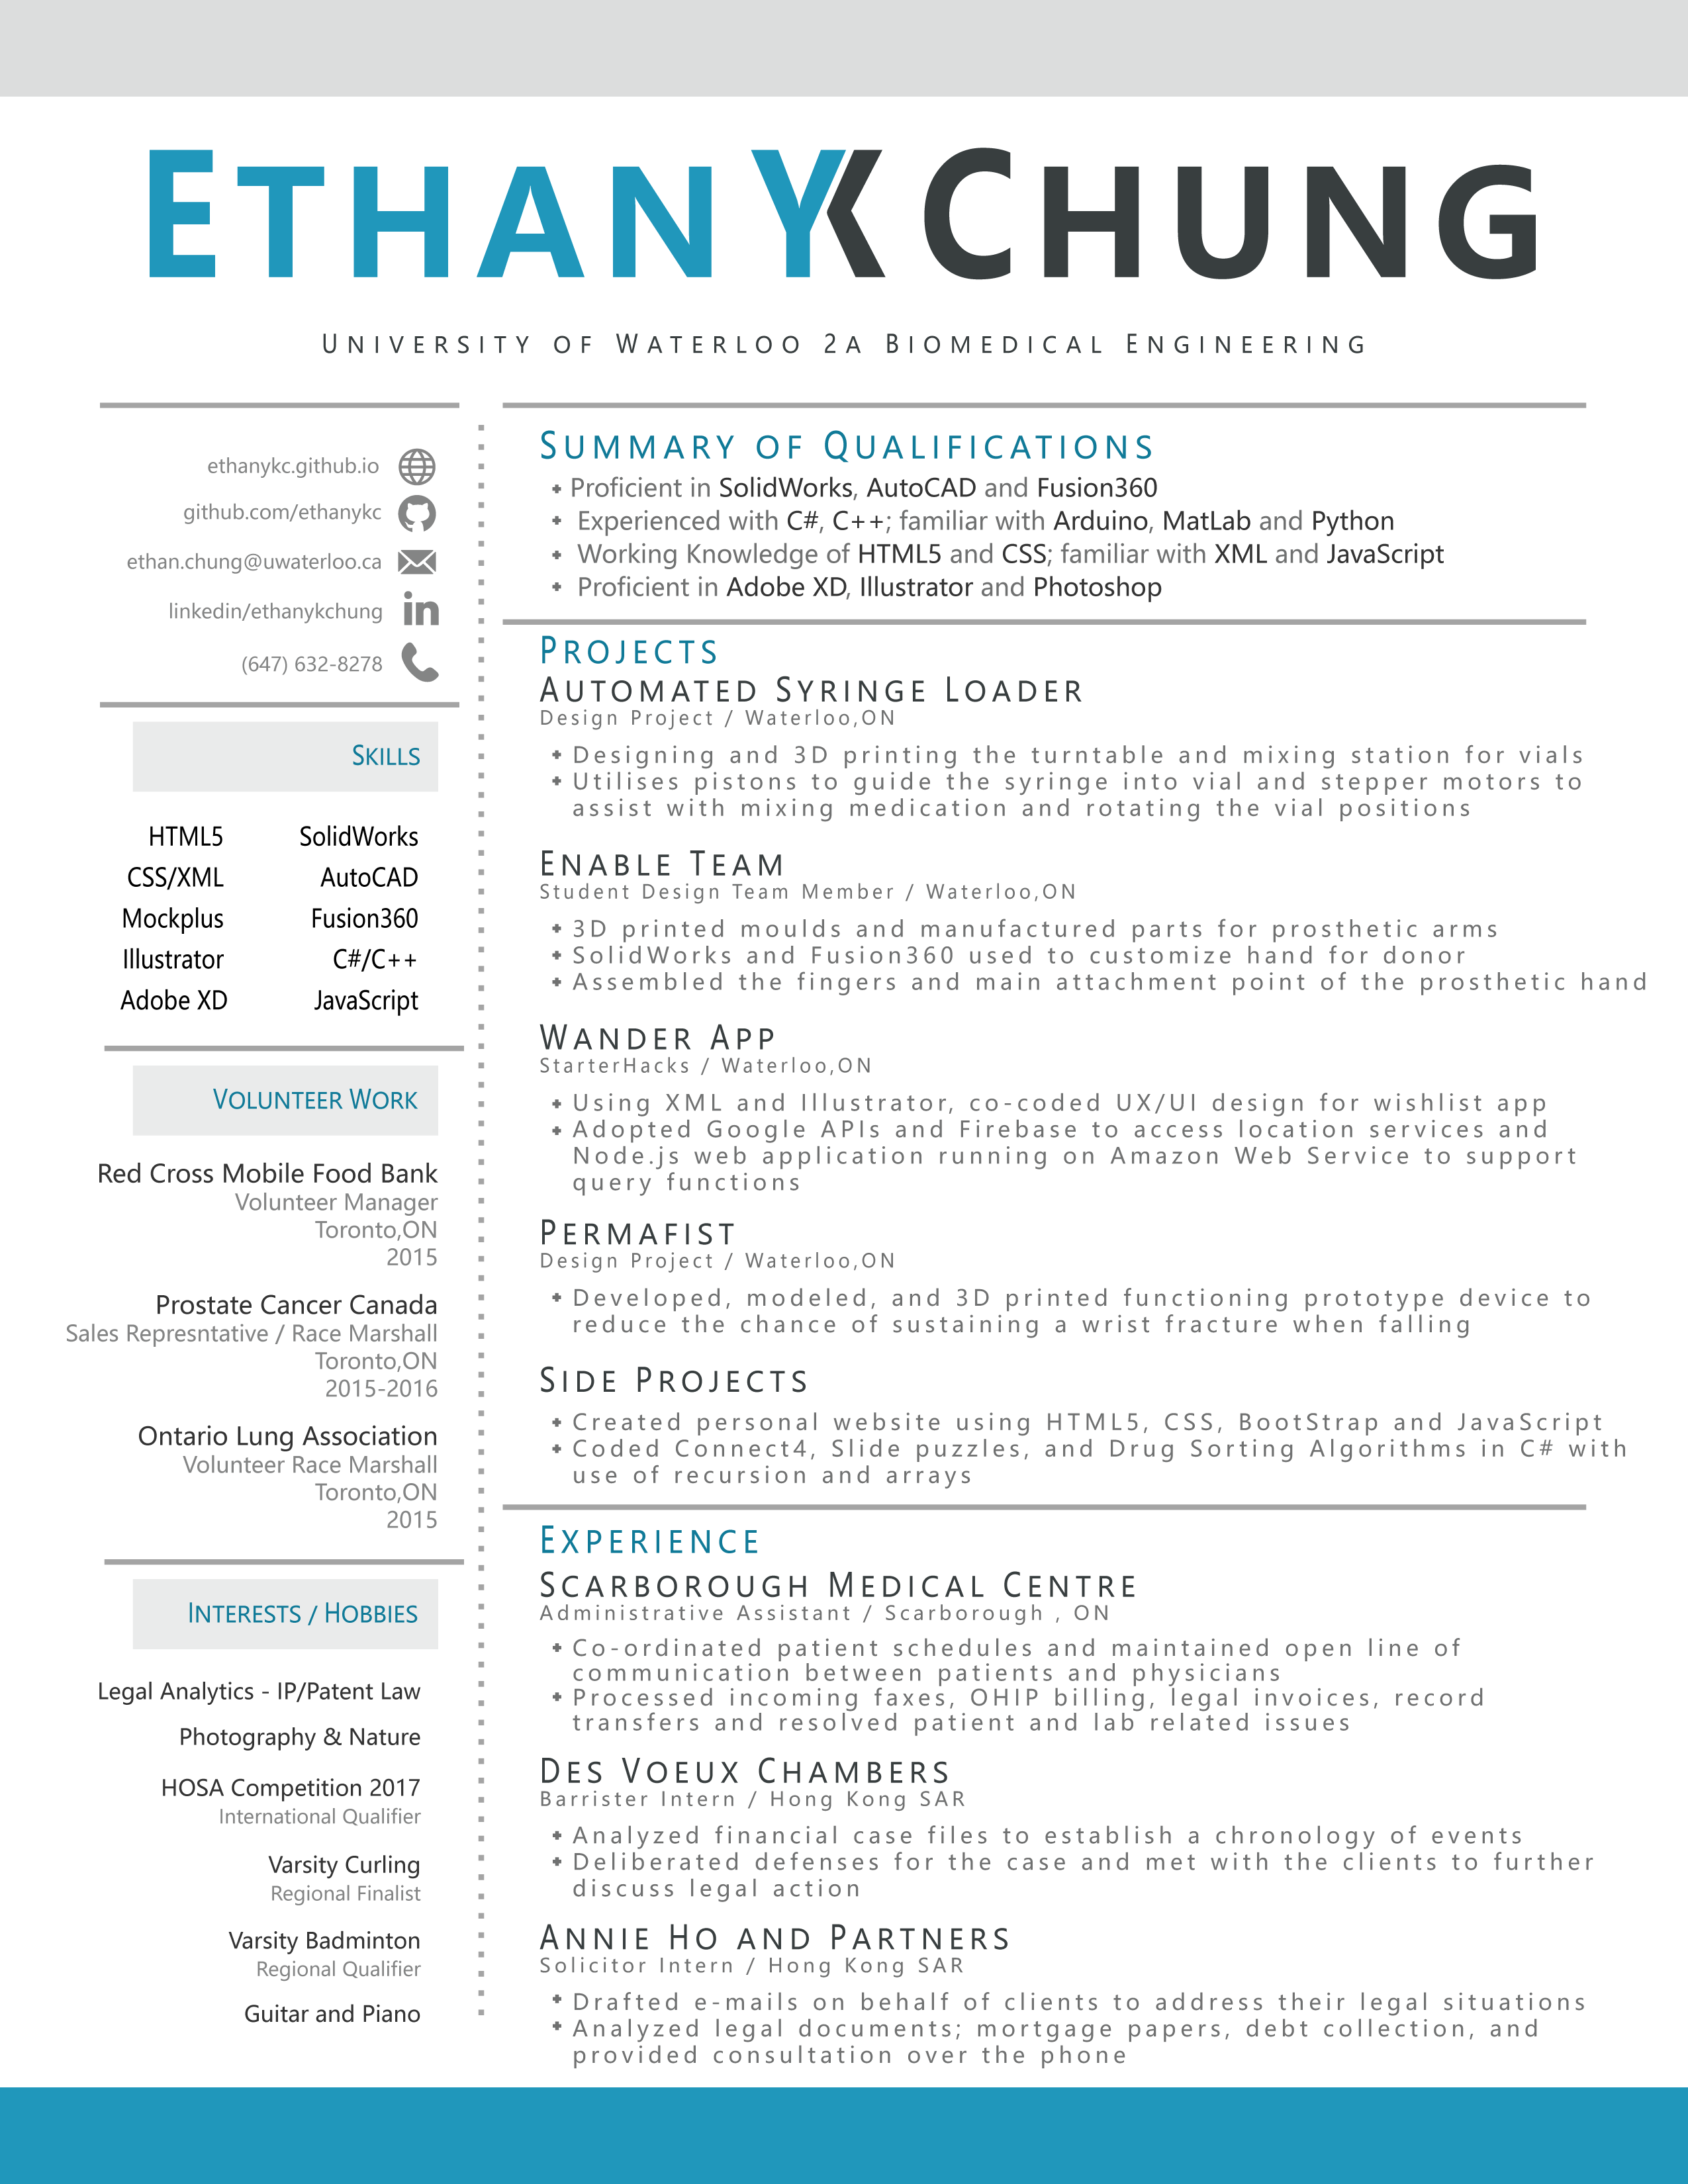 ETHAN YK CHUNG
UNIVERSITY OF WATERLOO 2A BIOMEDICAL ENGINEERING
ethanykc.github.io
github.com/ethanykc
ethan.chung@uwaterloo.ca
linkedin/ethanykchung
(647) 632-8278
SKILLS
HTML5 SolidWorks
CSS/XML AutoCAD
Mockplus Fusion360
Illustrator C#/C++
Adobe XD JavaScript
VOLUNTEER WORK
Red Cross Mobile Food Bank
Volunteer Manager
Toronto,ON
2015
Prostate Cancer Canada
Sales Represntative / Race Marshall
Toronto,ON
2015-2016
Ontario Lung Association
Volunteer Race Marshall
Toronto,ON
2015
INTERESTS / HOBBIES
Legal Analytics - IP/Patent Law
Photography & Nature
HOSA Competition 2017
International Qualifier
Varsity Curling
Regional Finalist
Varsity Badminton
Regional Qualifier
Guitar and Piano
SUMMARY OF QUALIFICATIONS
Proficient in SolidWorks, AutoCAD and Fusion360
Experienced with C#, C++; familiar with Arduino, MatLab and Python
Working Knowledge of HTML5 and CSS; familiar with XML and JavaScript
Proficient in Adobe XD, Illustrator and Photoshop
PROJECTS
AUTOMATED SYRINGE LOADER
Design Project / Waterloo,ON
Designing and 3D printing the turntable and mixing station for vials
Utilises pistons to guide the syringe into vial and stepper motors to
assist with mixing medication and rotating the vial positions
ENABLE TEAM
Student Design Team Member / Waterloo,ON
3D printed moulds and manufactured parts for prosthetic arms
SolidWorks and Fusion360 used to customize hand for donor
Assembled the fingers and main attachment point of the prosthetic hand
WANDER APP
StarterHacks / Waterloo,ON
Using XML and Illustrator, co-coded UX/UI design for wishlist app
Adopted Google APIs and Firebase to access location services and
Node.js web application running on Amazon Web Service to support
query functions
PERMAFIST
Design Project / Waterloo,ON
Developed, modeled, and 3D printed functioning prototype device to
reduce the chance of sustaining a wrist fracture when falling
SIDE PROJECTS
Created personal website using HTML5, CSS, BootStrap and JavaScript
Coded Connect4, Slide puzzles, and Drug Sorting Algorithms in C# with
use of recursion and arrays
EXPERIENCE
SCARBOROUGH MEDICAL CENTRE
Administrative Assistant / Scarborough , ON
Co-ordinated patient schedules and maintained open line of
communication between patients and physicians
Processed incoming faxes, OHIP billing, legal invoices, record
transfers and resolved patient and lab related issues
DES VOEUX CHAMBERS
Barrister Intern / Hong Kong SAR
Analyzed financial case files to establish a chronology of events
Deliberated defenses for the case and met with the clients to further
discuss legal action
ANNIE HO AND PARTNERS
Solicitor Intern / Hong Kong SAR
Drafted e-mails on behalf of clients to address their legal situations
Analyzed legal documents; mortgage papers, debt collection, and
provided consultation over the phone